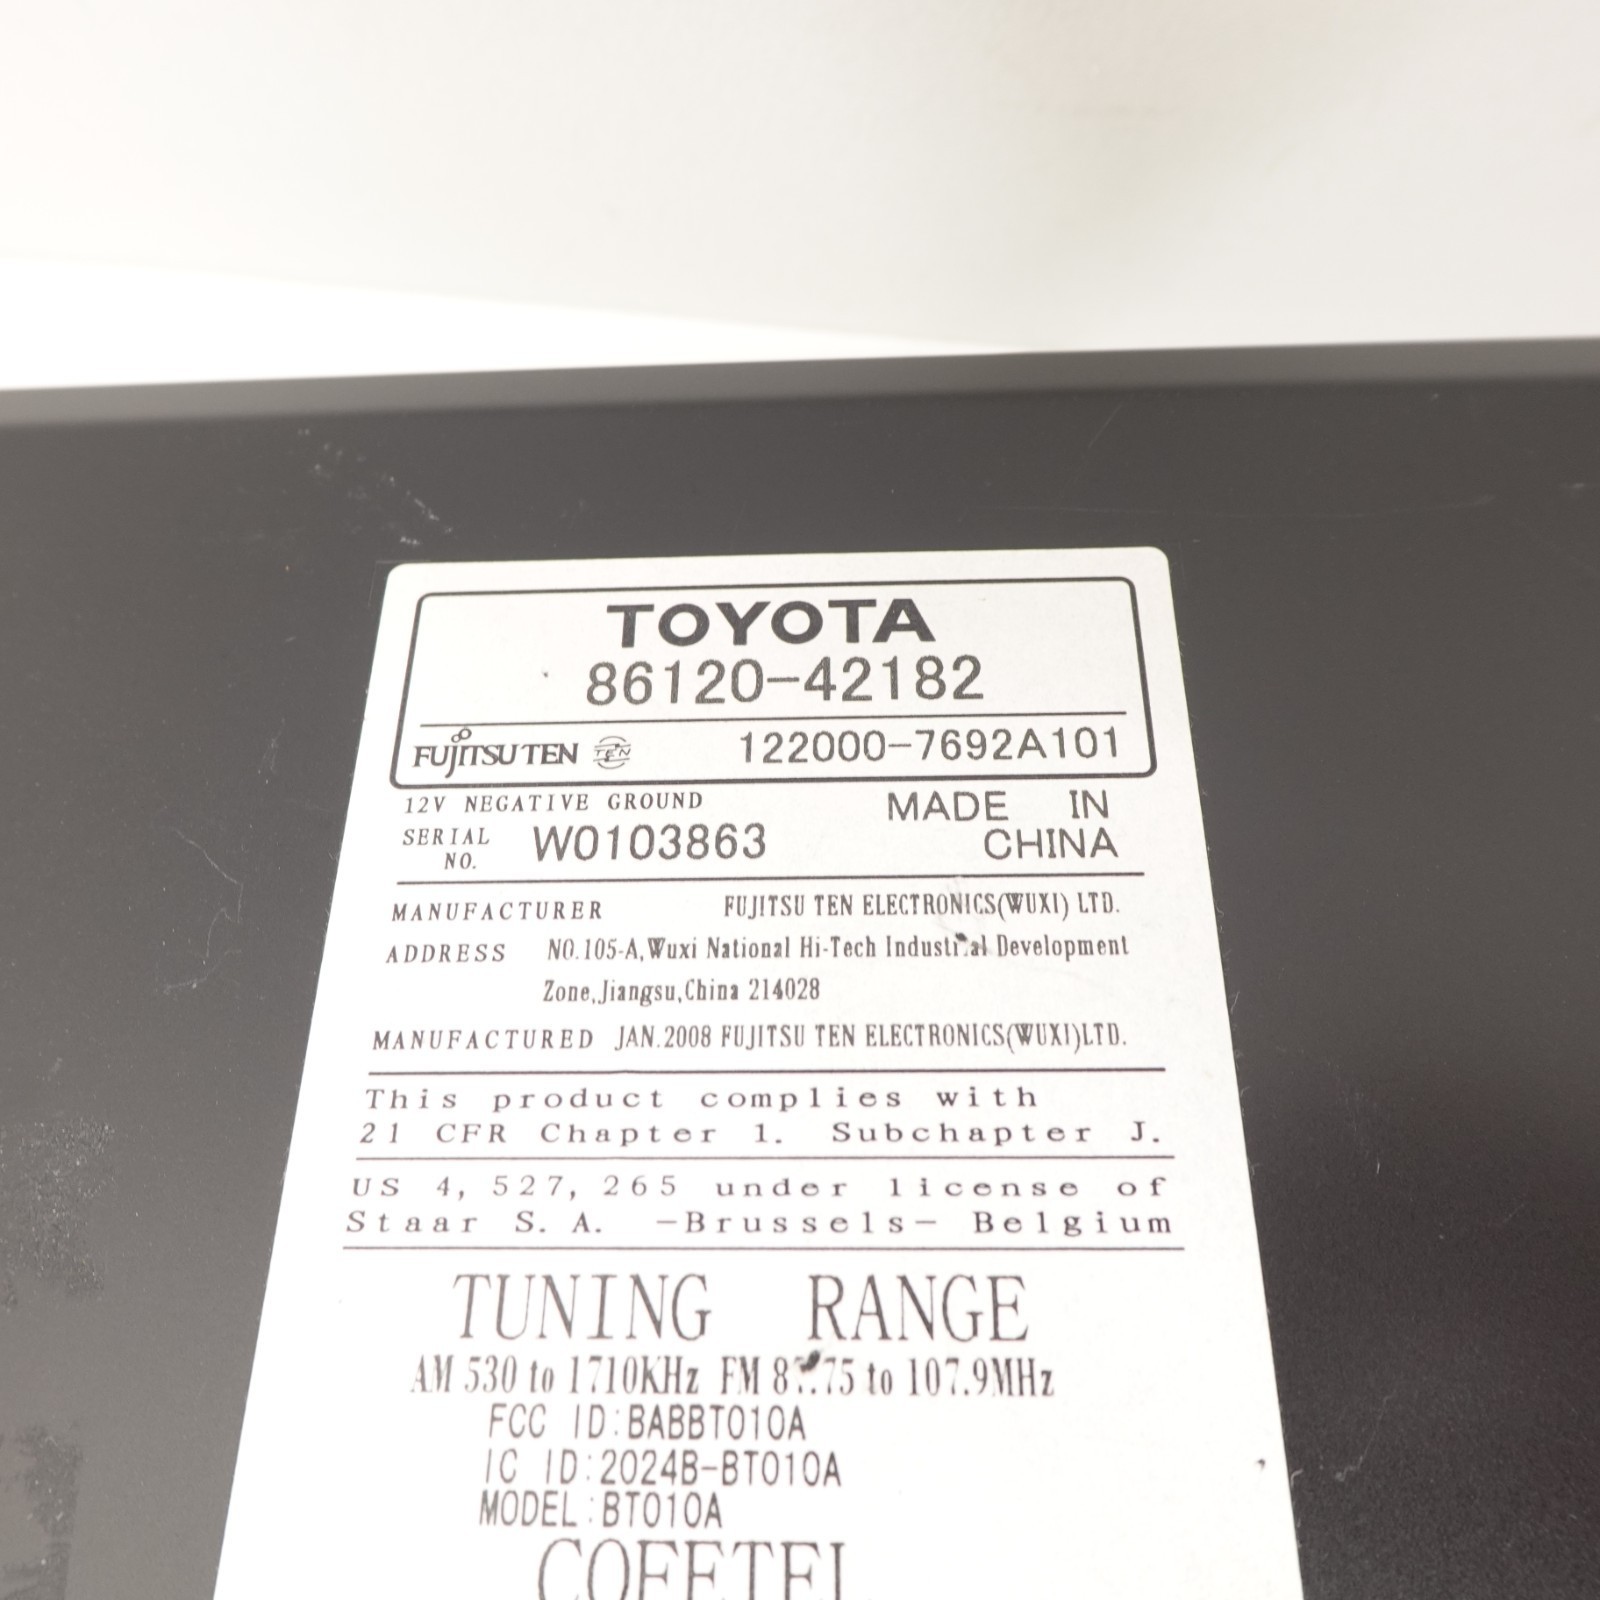 TOYOTA
86120-42182
FUJITSU TEN TEN 122000-7692A101
12V NEGATIVE GROUND
MADE IN CHINA
SERIAL NO. W0103863
MANUFACTURER FUJITSU TEN ELECTRONICS(WUXI) LTD.
ADDRESS NO.105-A,Wuxi National Hi-Tech Industrial Development
Zone,Jiangsu,China 214028
MANUFACTURED JAN.2008 FUJITSU TEN ELECTRONICS(WUXI)LTD.
This product complies with
21 CFR Chapter 1. Subchapter J.
US 4, 527, 265 under license of
Staar S. A. -Brussels- Belgium
TUNING RANGE
AM 530 to 1710KHz FM 87.75 to 107.9MHz
FCC ID:BABBT010A
IC ID:2024B-BT010A
MODEL:BT010A
COFETEL